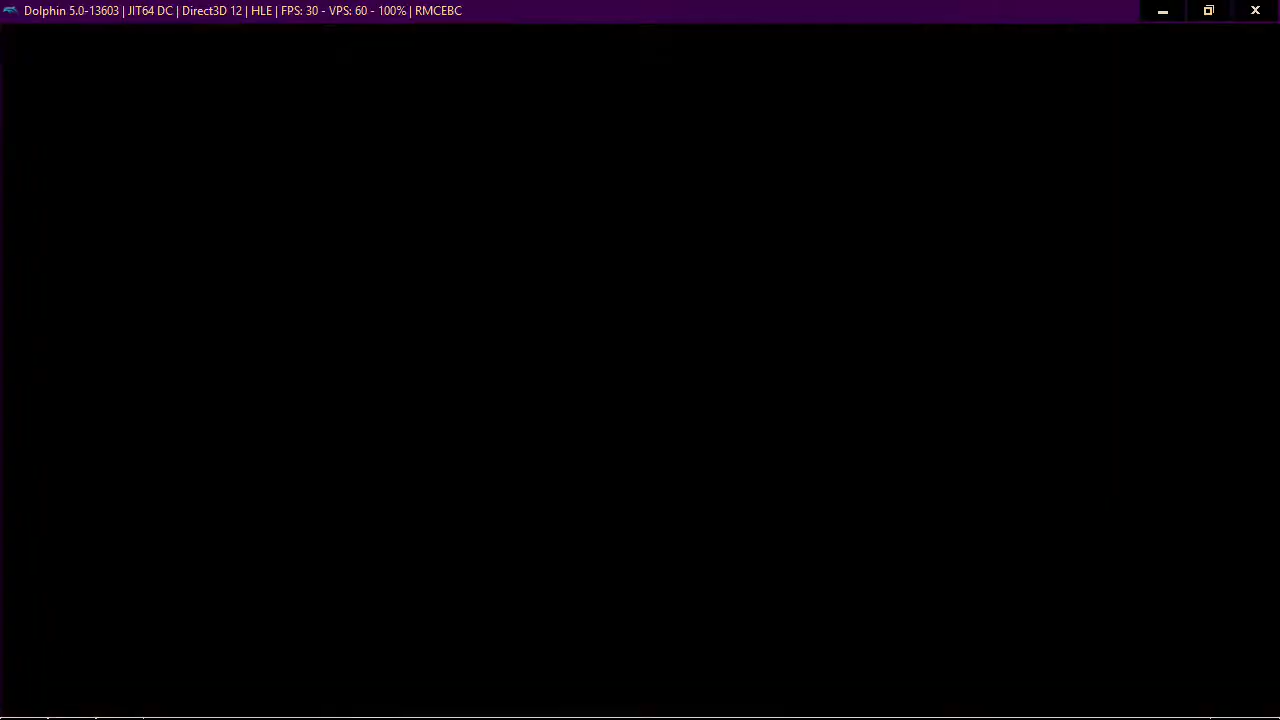 Dolphin 5.0-13603 | JIT64 DC | Direct3D 12 | HLE | FPS: 30 - VPS: 60 - 100% | RMCEBC